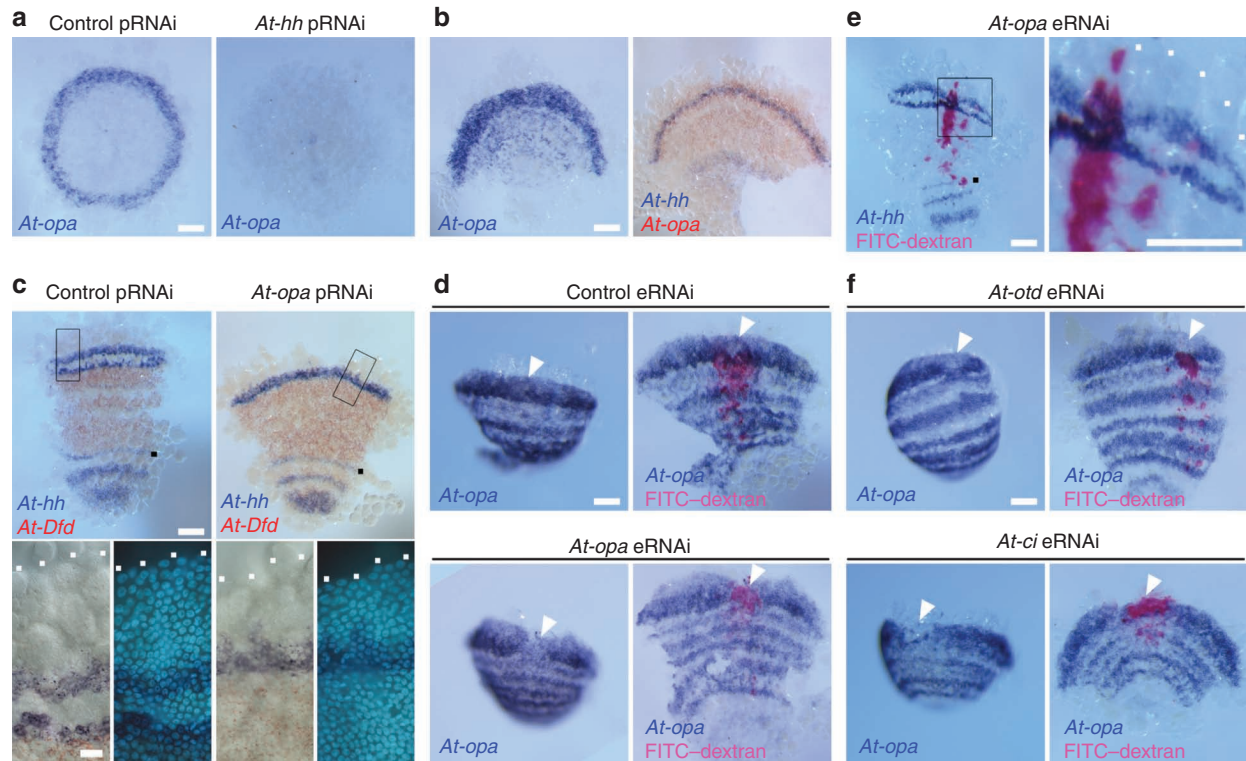 a
Control pRNAi
At-hh pRNAi
At-opa
At-opa
b
At-opa
At-hh
At-opa
e
At-opa eRNAi
At-hh
FITC-dextran
c
Control pRNAi
At-opa pRNAi
At-hh
At-Dfd
At-hh
At-Dfd
d
Control eRNAi
At-opa
At-opa
FITC–dextran
At-opa eRNAi
At-opa
At-opa
FITC–dextran
f
At-otd eRNAi
At-opa
At-opa
FITC–dextran
At-ci eRNAi
At-opa
At-opa
FITC–dextran